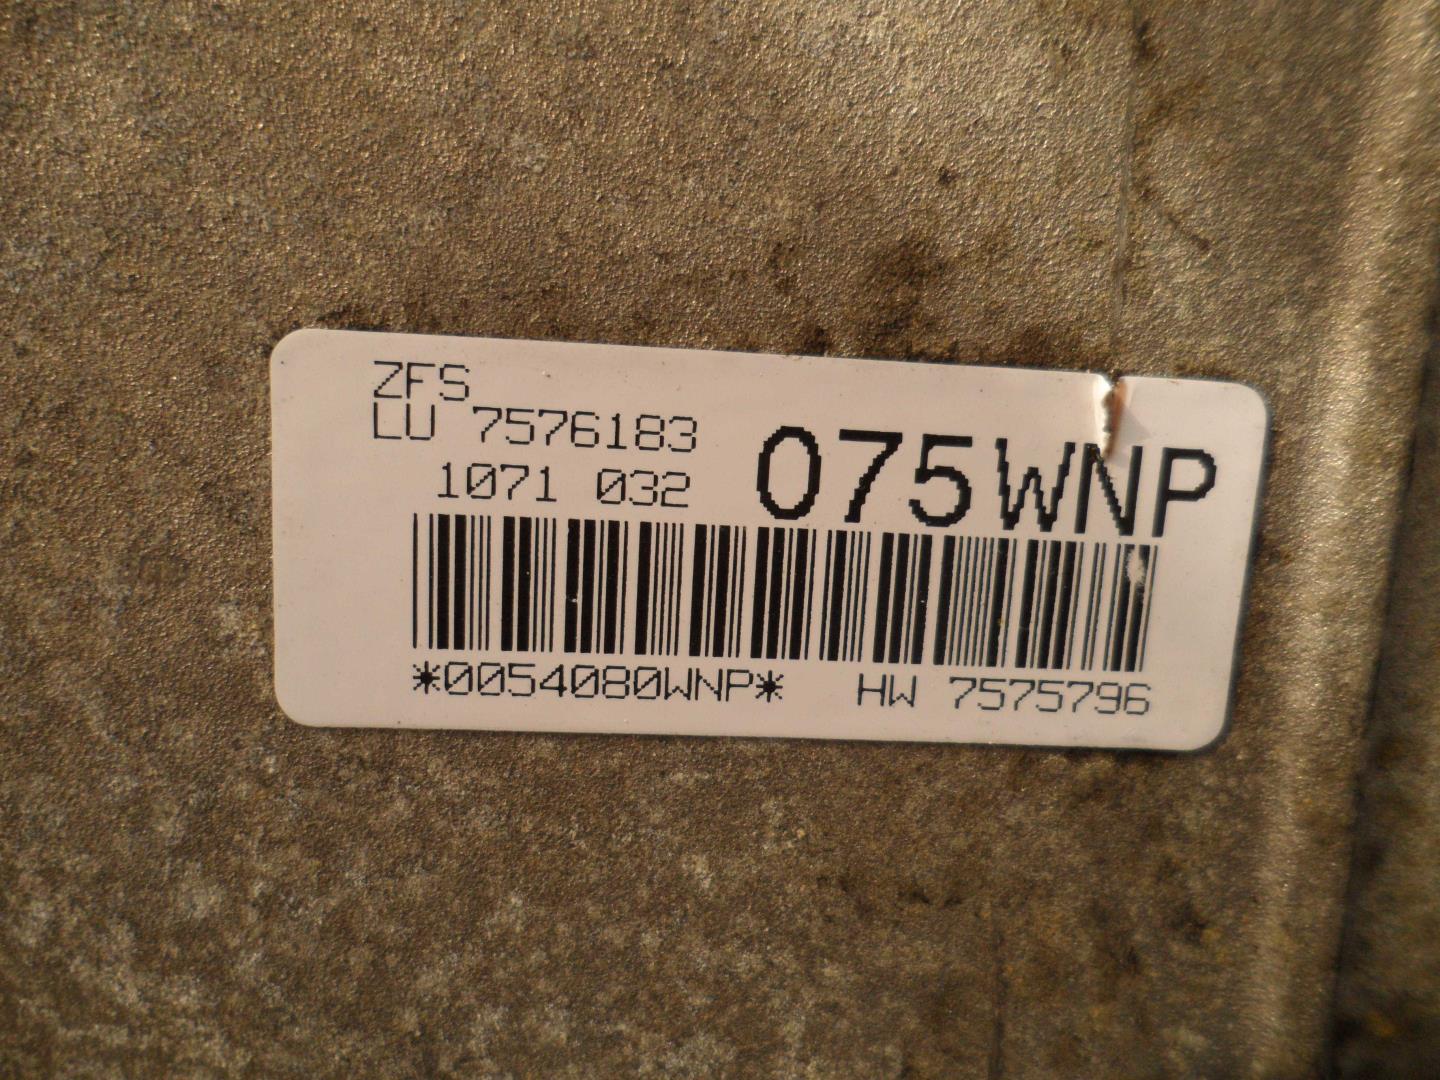 ZFS
LU 7576183
1071 032 075WNP
*0054080WNP* HW 7575796